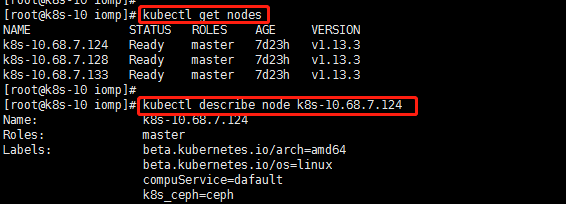 [root@k8s-10 iomp]# kubectl get nodes
NAME STATUS ROLES AGE VERSION
k8s-10.68.7.124 Ready master 7d23h v1.13.3
k8s-10.68.7.128 Ready master 7d23h v1.13.3
k8s-10.68.7.133 Ready master 7d23h v1.13.3
[root@k8s-10 iomp]#
[root@k8s-10 iomp]# kubectl describe node k8s-10.68.7.124
Name: k8s-10.68.7.124
Roles: master
Labels: beta.kubernetes.io/arch=amd64
beta.kubernetes.io/os=linux
compuService=dafault
k8s_ceph=ceph